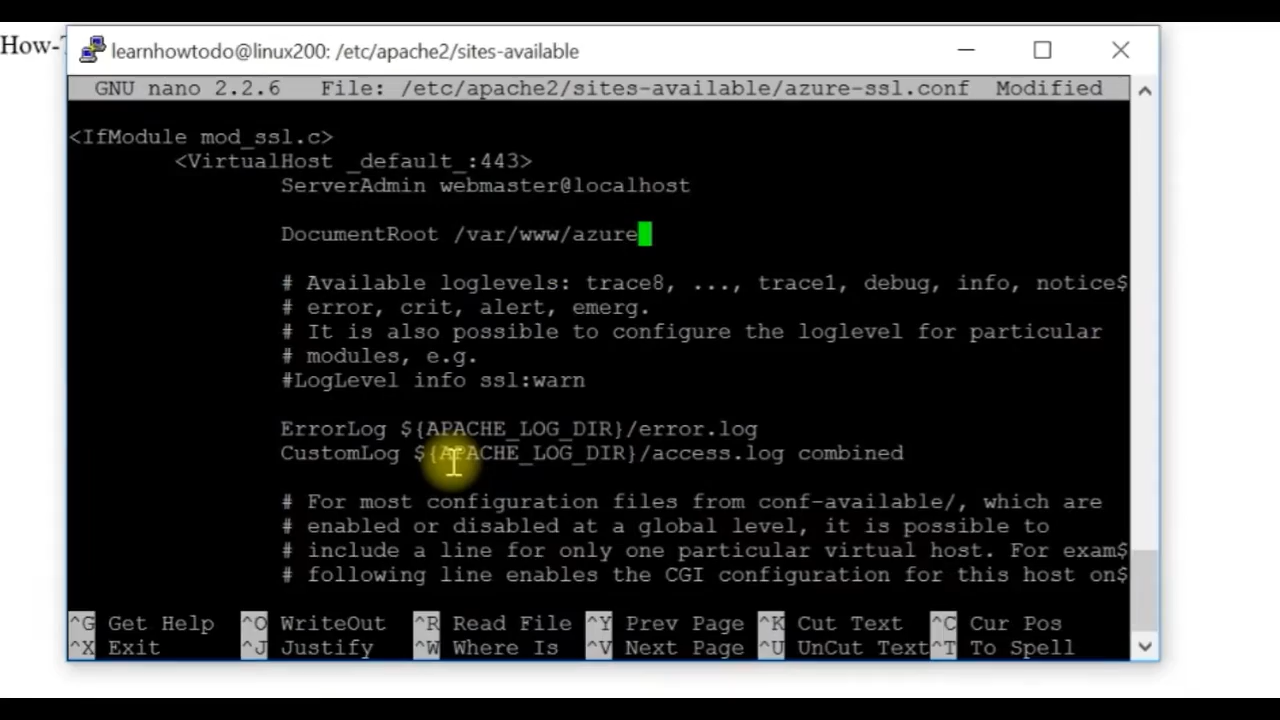 How-T
learnhowtodo@linux200: /etc/apache2/sites-available
GNU nano 2.2.6 File: /etc/apache2/sites-available/azure-ssl.conf Modified
<IfModule mod_ssl.c>
<VirtualHost _default_:443>
ServerAdmin webmaster@localhost
DocumentRoot /var/www/azure
# Available loglevels: trace8, ..., trace1, debug, info, notice$
# error, crit, alert, emerg.
# It is also possible to configure the loglevel for particular
# modules, e.g.
#LogLevel info ssl:warn
ErrorLog ${APACHE_LOG_DIR}/error.log
CustomLog ${APACHE_LOG_DIR}/access.log combined
# For most configuration files from conf-available/, which are
# enabled or disabled at a global level, it is possible to
# include a line for only one particular virtual host. For exam$
# following line enables the CGI configuration for this host on$
^G Get Help ^O WriteOut ^R Read File ^Y Prev Page ^K Cut Text ^C Cur Pos
^X Exit ^J Justify ^W Where Is ^V Next Page ^U UnCut Text^T To Spell